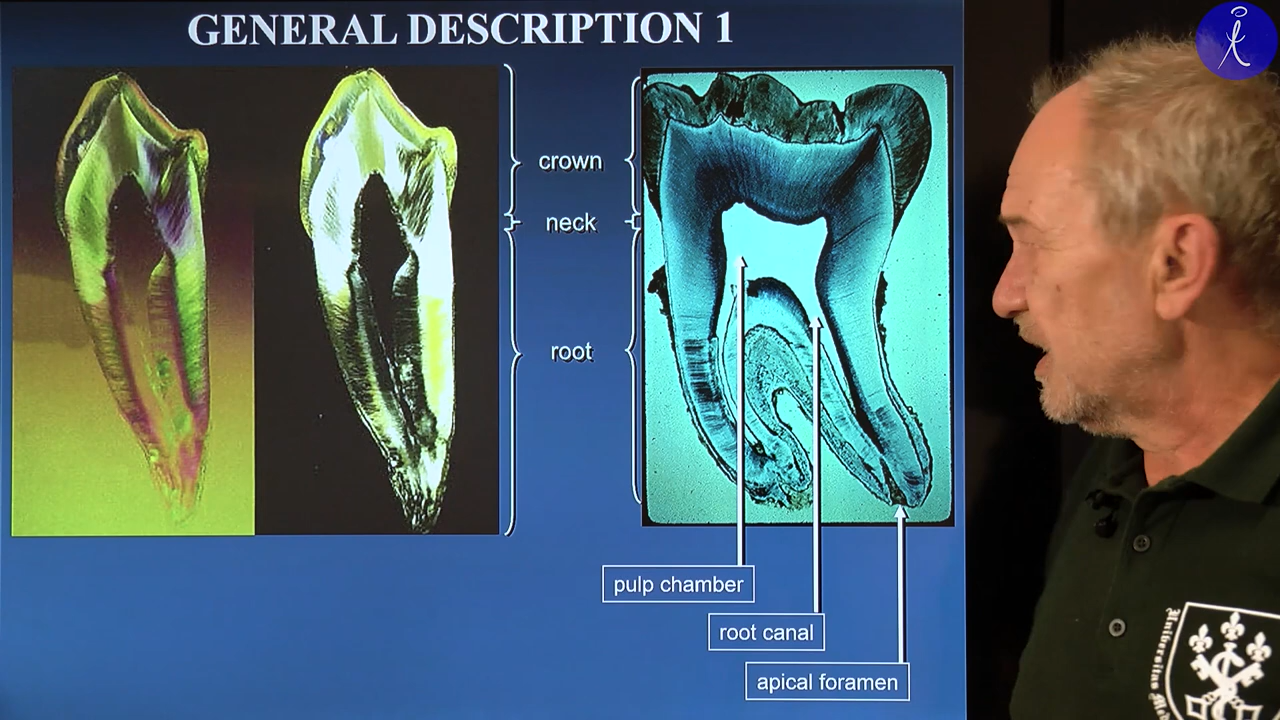 GENERAL DESCRIPTION 1
crown
neck
root
pulp chamber
root canal
apical foramen